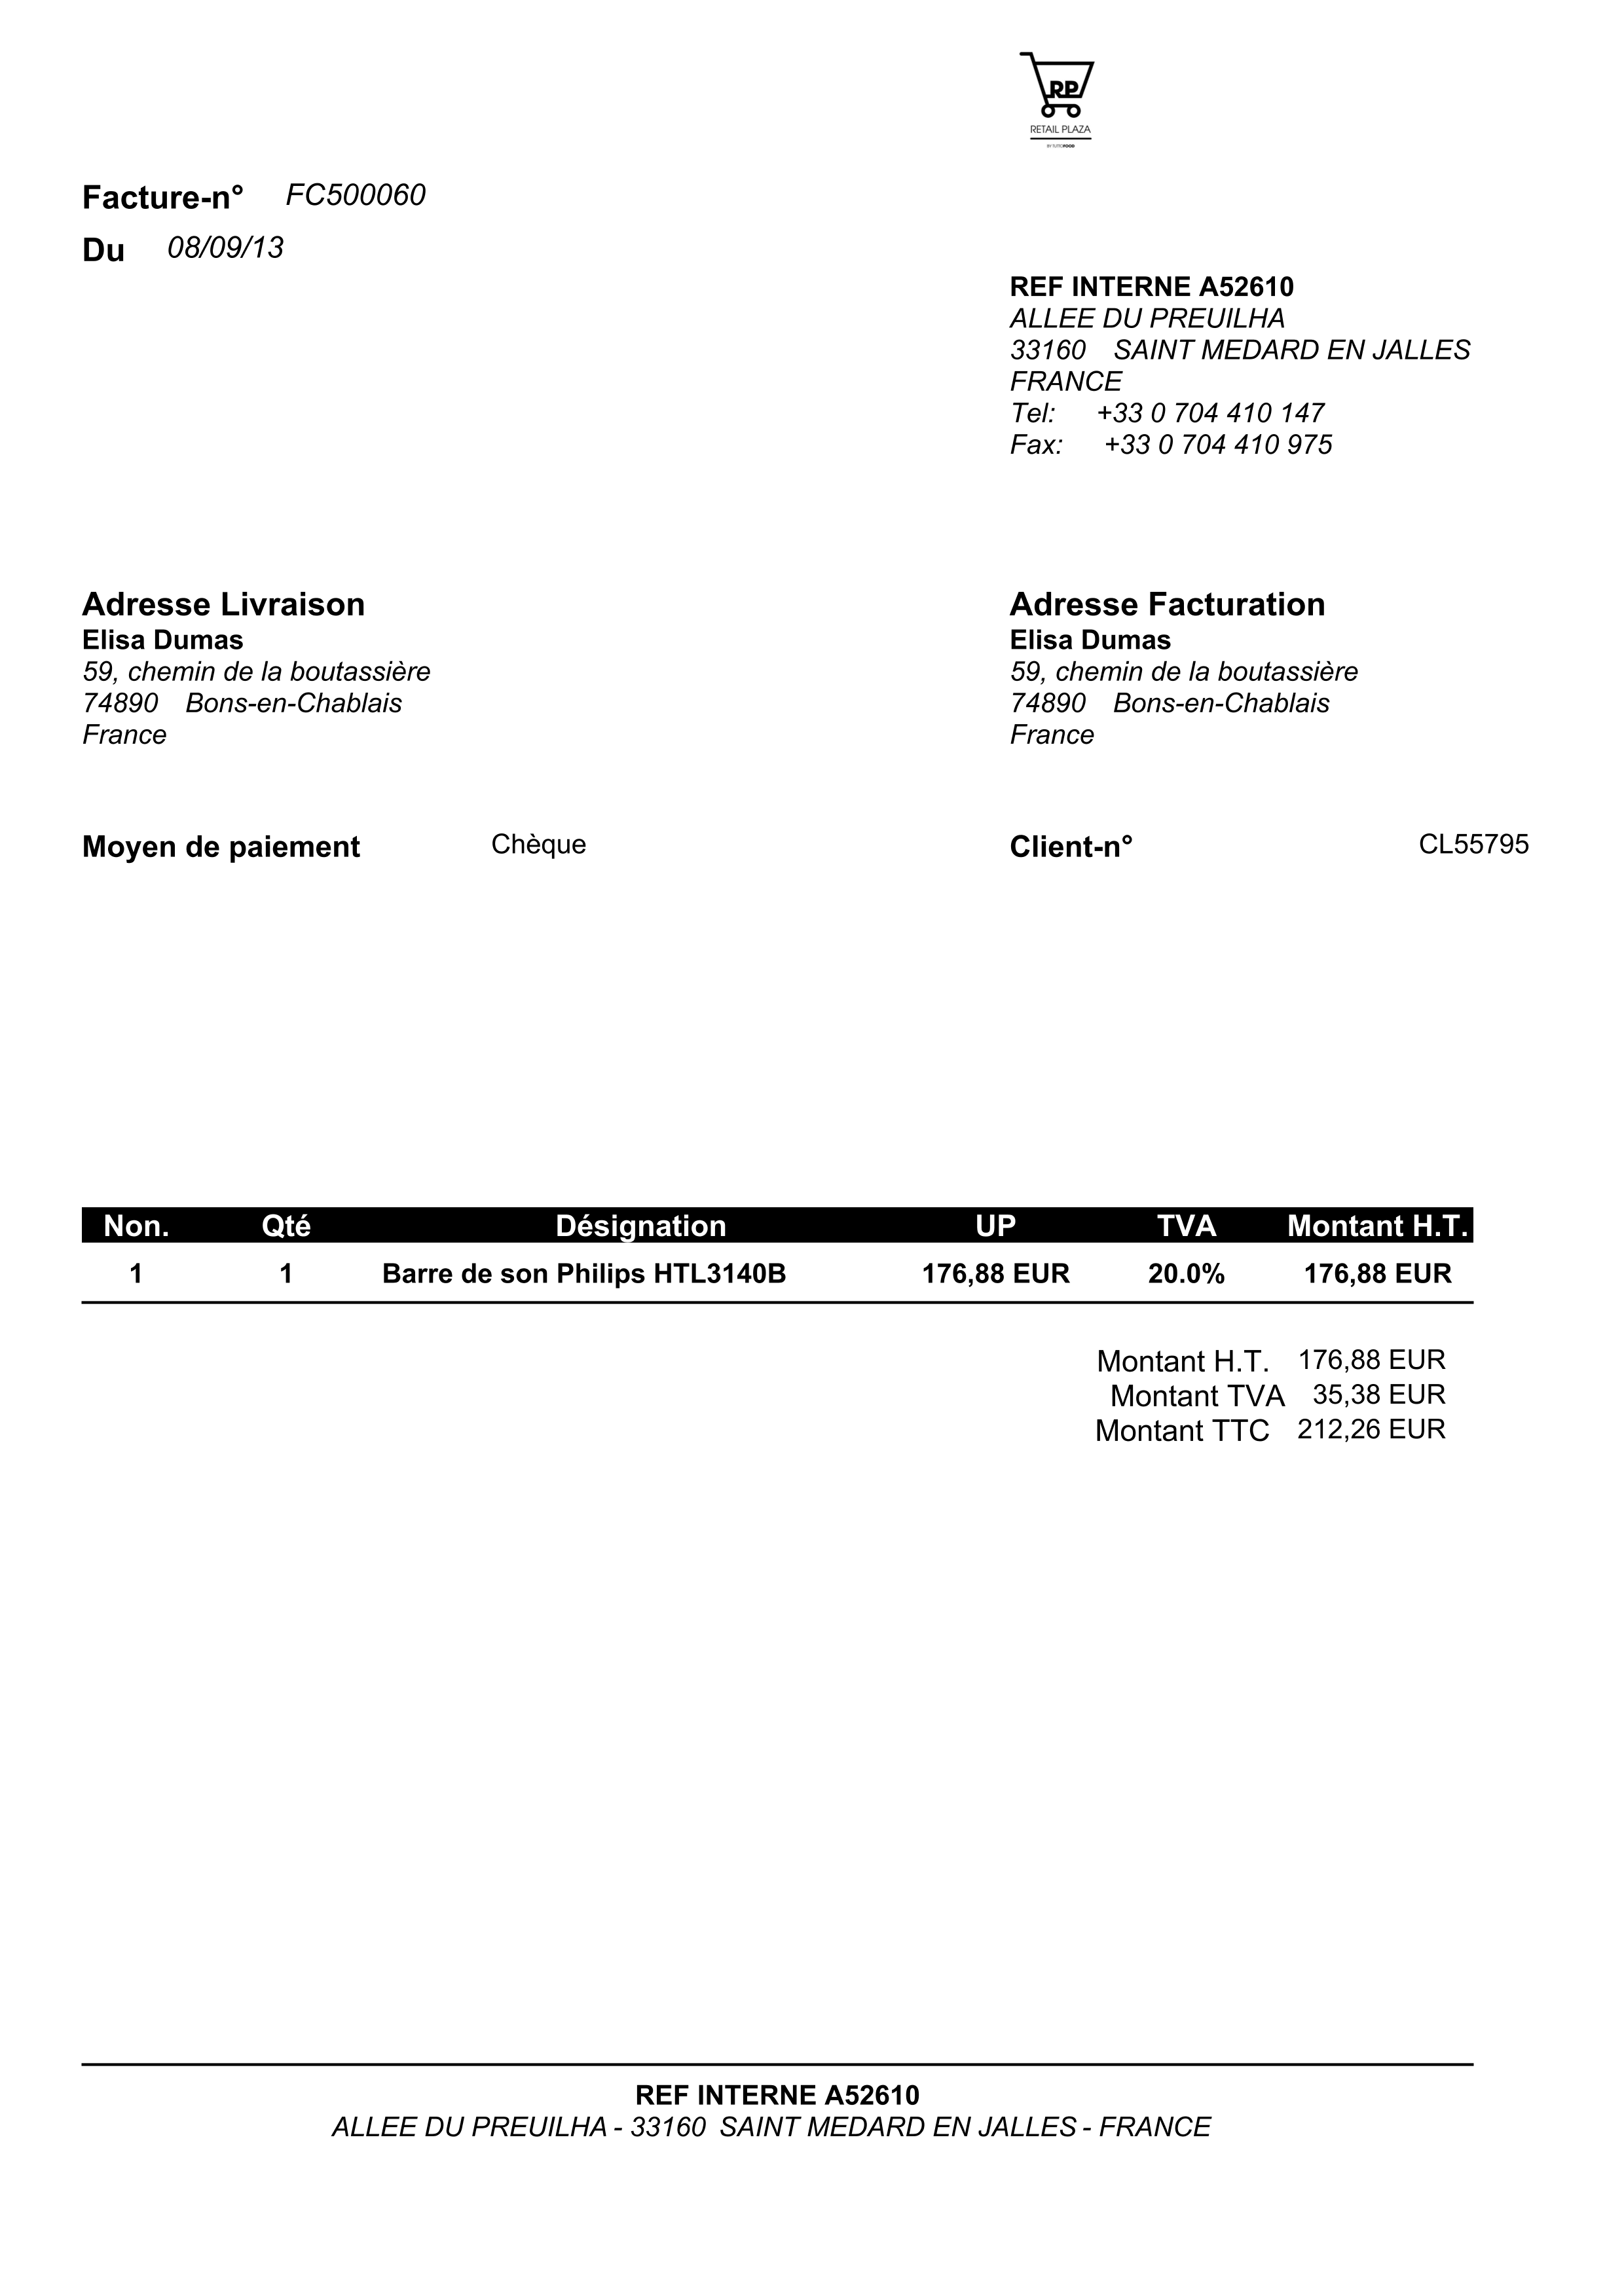 RP
RETAIL PLAZA
BY TUTTOFOOD
Facture-n° FC500060
Du 08/09/13
REF INTERNE A52610
ALLEE DU PREUILHA
33160 SAINT MEDARD EN JALLES
FRANCE
Tel: +33 0 704 410 147
Fax: +33 0 704 410 975
Adresse Livraison
Elisa Dumas
59, chemin de la boutassière
74890 Bons-en-Chablais
France
Adresse Facturation
Elisa Dumas
59, chemin de la boutassière
74890 Bons-en-Chablais
France
Moyen de paiement Chèque
Client-n° CL55795
Non. Qté Désignation UP TVA Montant H.T.
1 1 Barre de son Philips HTL3140B 176,88 EUR 20.0% 176,88 EUR
Montant H.T. 176,88 EUR
Montant TVA 35,38 EUR
Montant TTC 212,26 EUR
REF INTERNE A52610
ALLEE DU PREUILHA - 33160 SAINT MEDARD EN JALLES - FRANCE